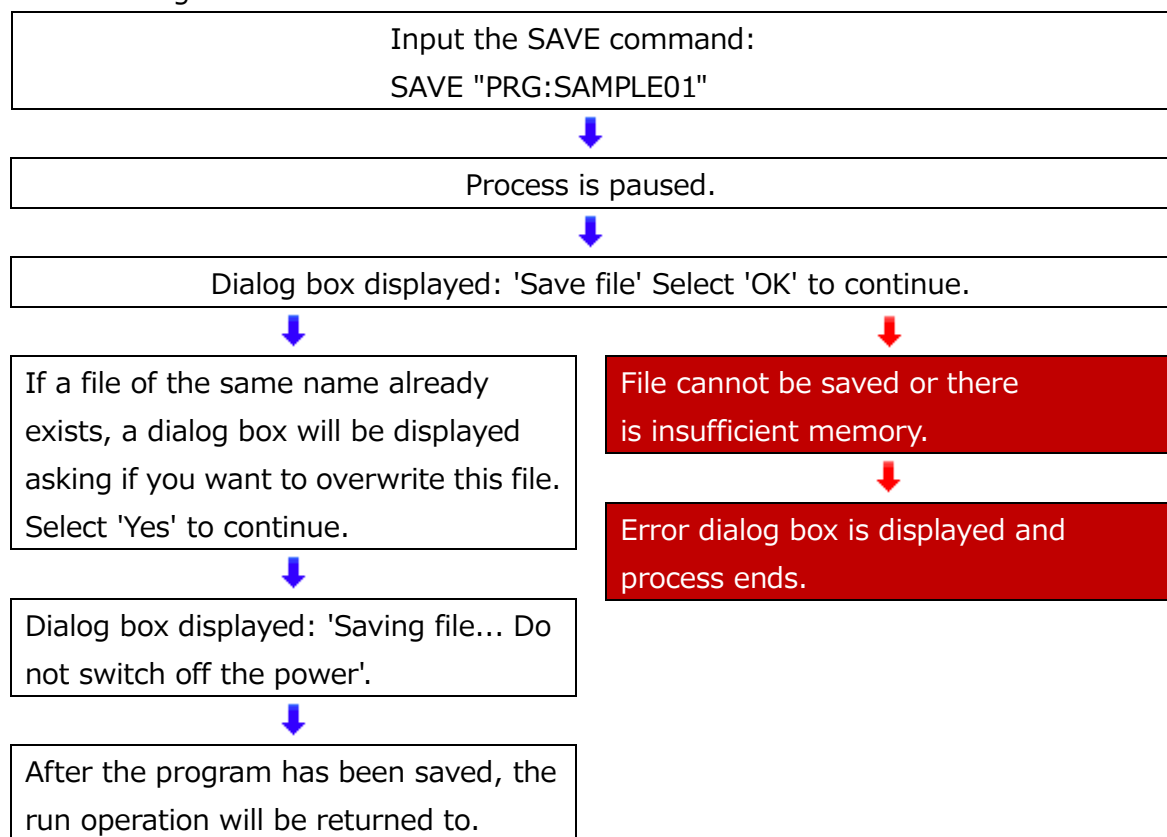 Input the SAVE command:
SAVE "PRG:SAMPLE01"
Process is paused.
Dialog box displayed: 'Save file' Select 'OK' to continue.
If a file of the same name already
exists, a dialog box will be displayed
asking if you want to overwrite this file.
Select 'Yes' to continue.
File cannot be saved or there
is insufficient memory.
Error dialog box is displayed and
process ends.
Dialog box displayed: 'Saving file... Do
not switch off the power'.
After the program has been saved, the
run operation will be returned to.